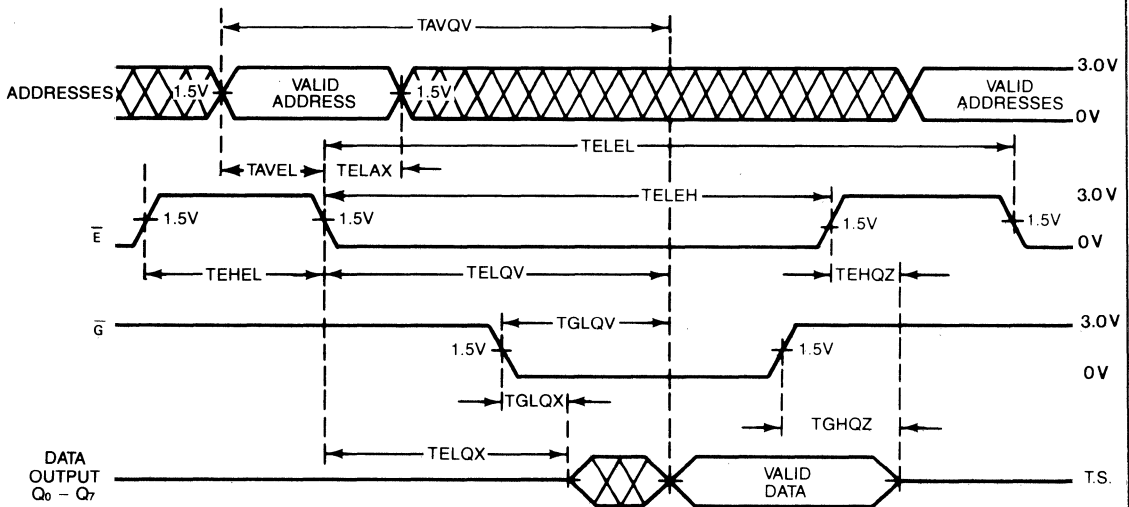 TAVQV
ADDRESSES
1.5V
VALID
ADDRESS
1.5V
VALID
ADDRESSES
3.0V
0V
TELEL
TAVEL
TELAX
TELEH
E
1.5V
1.5V
1.5V
1.5V
3.0V
0V
TEHEL
TELQV
TEHQZ
G
TGLQV
1.5V
1.5V
3.0V
0V
TGLQX
TGHQZ
TELQX
DATA
OUTPUT
Q0 – Q7
VALID
DATA
T.S.